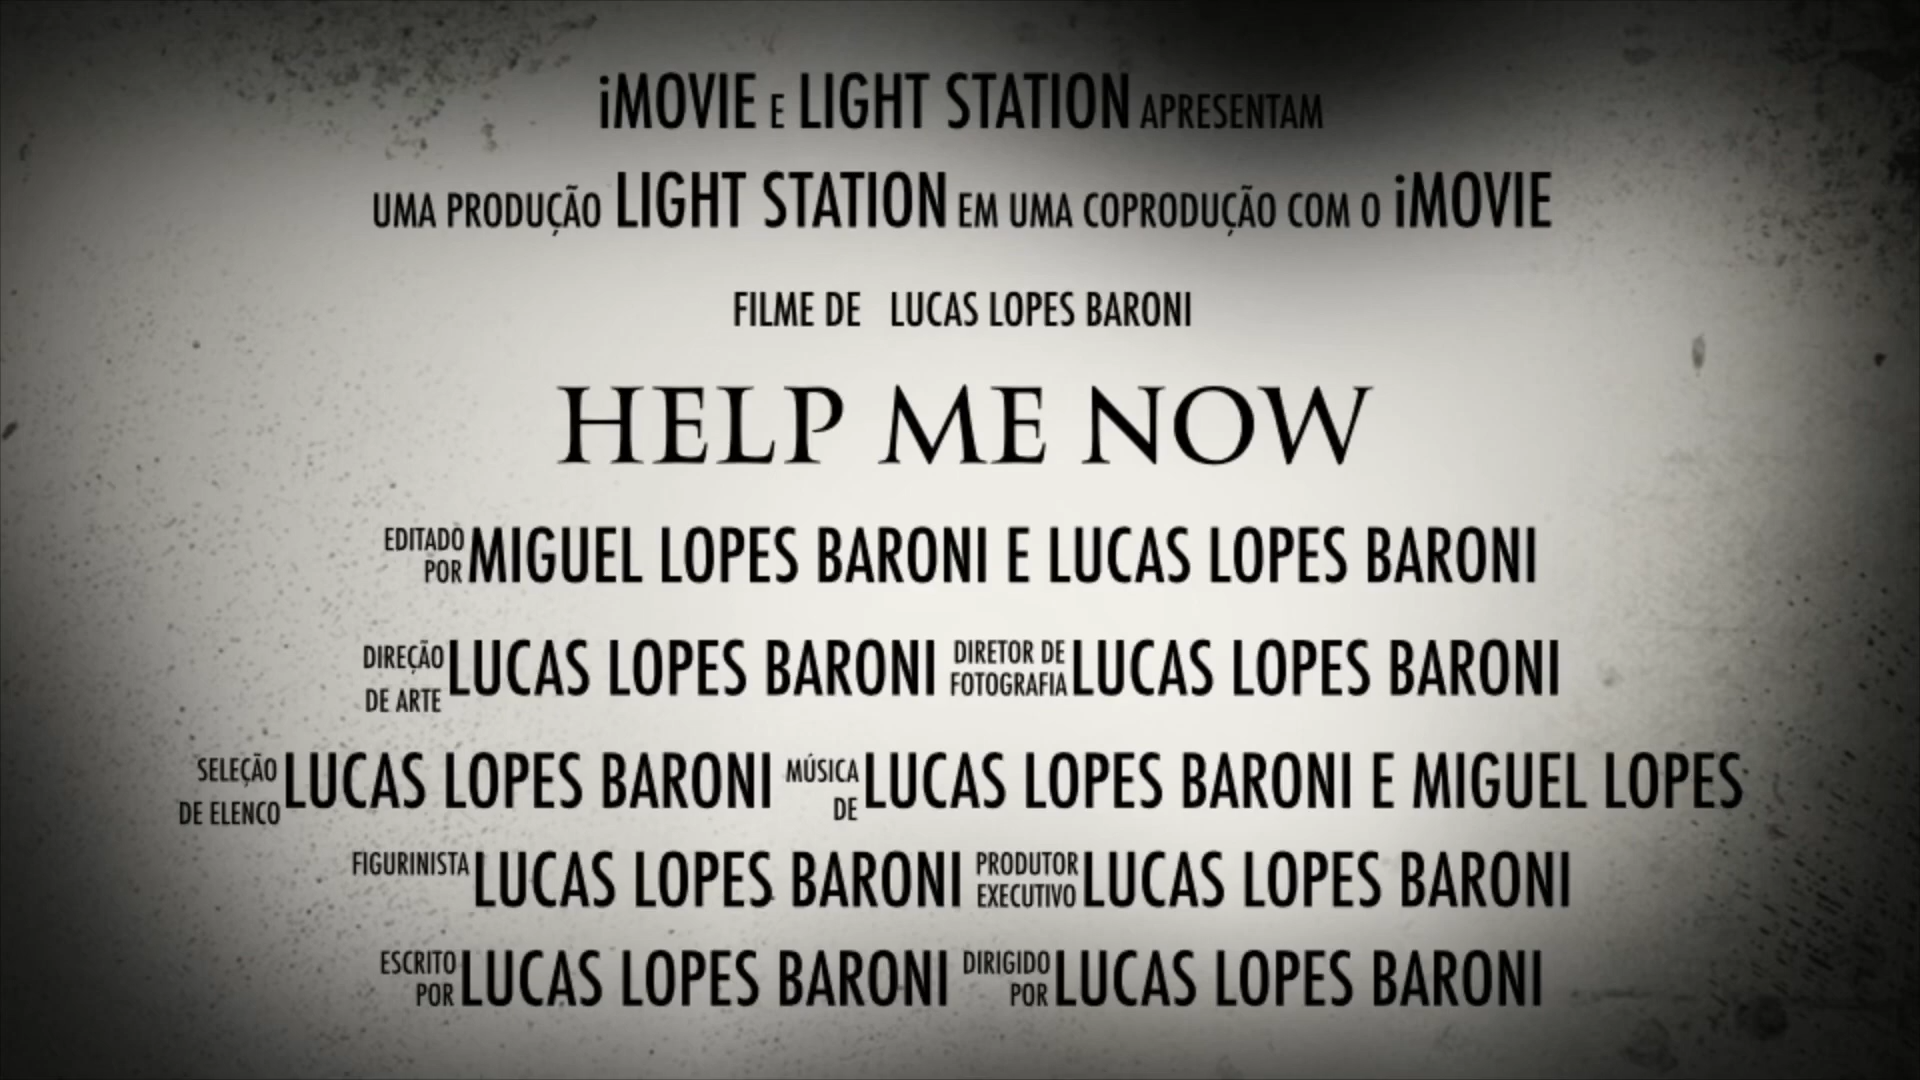 iMOVIE E LIGHT STATION APRESENTAM
UMA PRODUÇÃO LIGHT STATION EM UMA COPRODUÇÃO COM O iMOVIE
FILME DE LUCAS LOPES BARONI
HELP ME NOW
EDITADO POR MIGUEL LOPES BARONI E LUCAS LOPES BARONI
DIREÇÃO DE ARTE LUCAS LOPES BARONI DIRETOR DE FOTOGRAFIA LUCAS LOPES BARONI
SELEÇÃO DE ELENCO LUCAS LOPES BARONI MÚSICA DE LUCAS LOPES BARONI E MIGUEL LOPES
FIGURINISTA LUCAS LOPES BARONI PRODUTOR EXECUTIVO LUCAS LOPES BARONI
ESCRITO POR LUCAS LOPES BARONI DIRIGIDO POR LUCAS LOPES BARONI